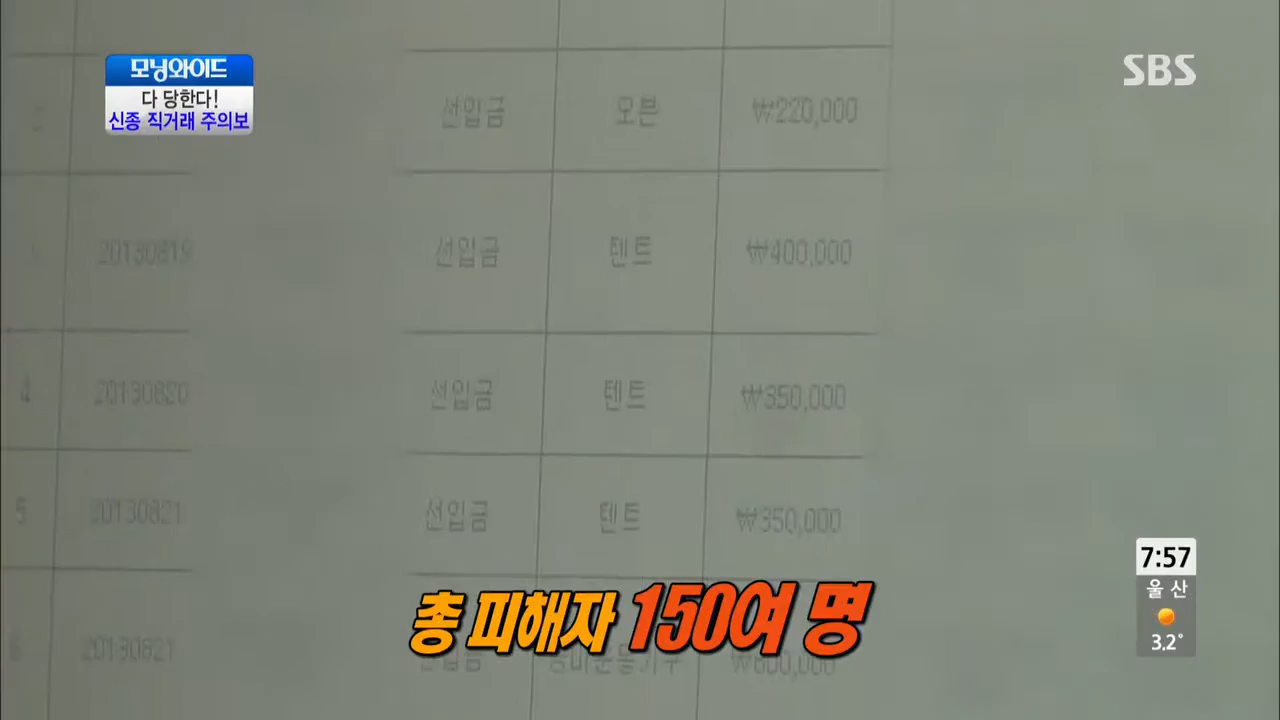 모닝와이드
다 당한다!
신종 직거래 주의보
SBS
선입금 오븐 ₩220,000
20130819 선입금 텐트 ₩400,000
4 20130820 선입금 텐트 ₩350,000
5 20130821 선입금 텐트 ₩350,000
6 20130821 ₩600,000
총 피해자 150여 명
7:57
울산
3.2°